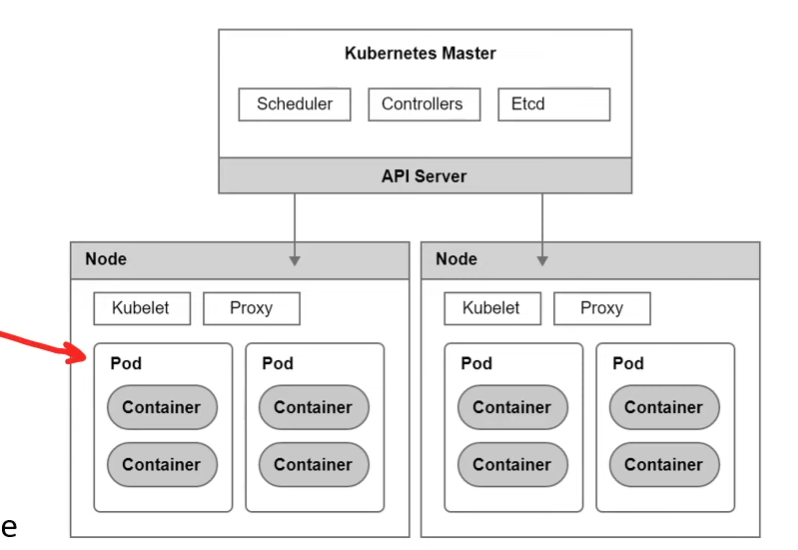 Kubernetes Master
Scheduler Controllers Etcd
API Server
Node
Kubelet Proxy
Pod Pod
Container Container
Container Container
Node
Kubelet Proxy
Pod Pod
Container Container
Container Container
e